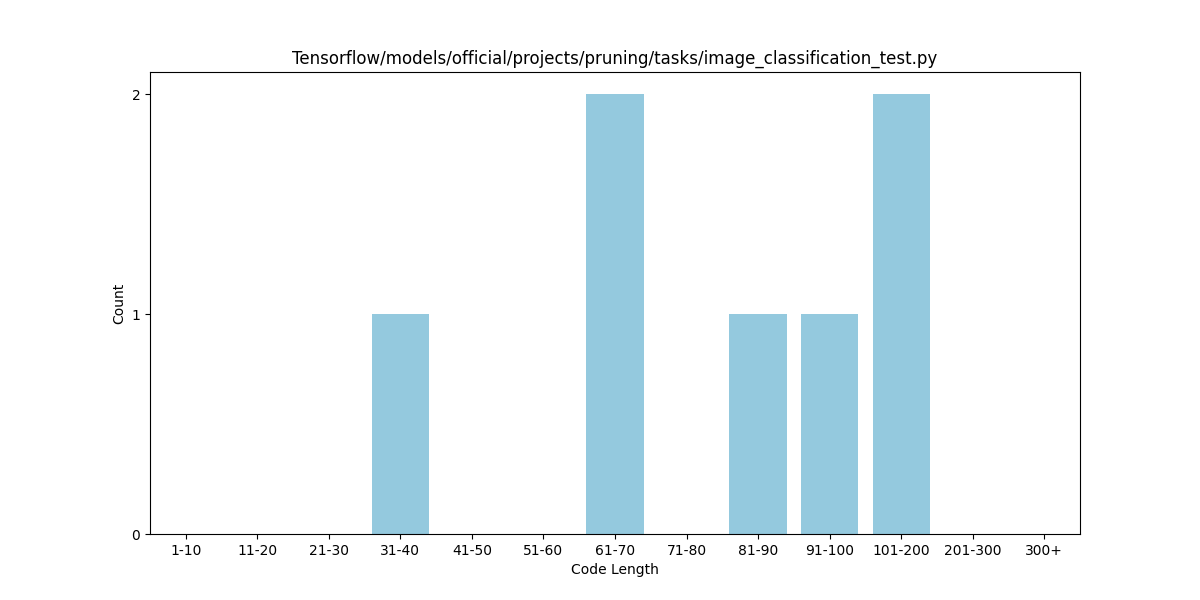 Tensorflow/models/official/projects/pruning/tasks/image_classification_test.py
2
1
0
Count
1-10 11-20 21-30 31-40 41-50 51-60 61-70 71-80 81-90 91-100 101-200 201-300 300+
Code Length